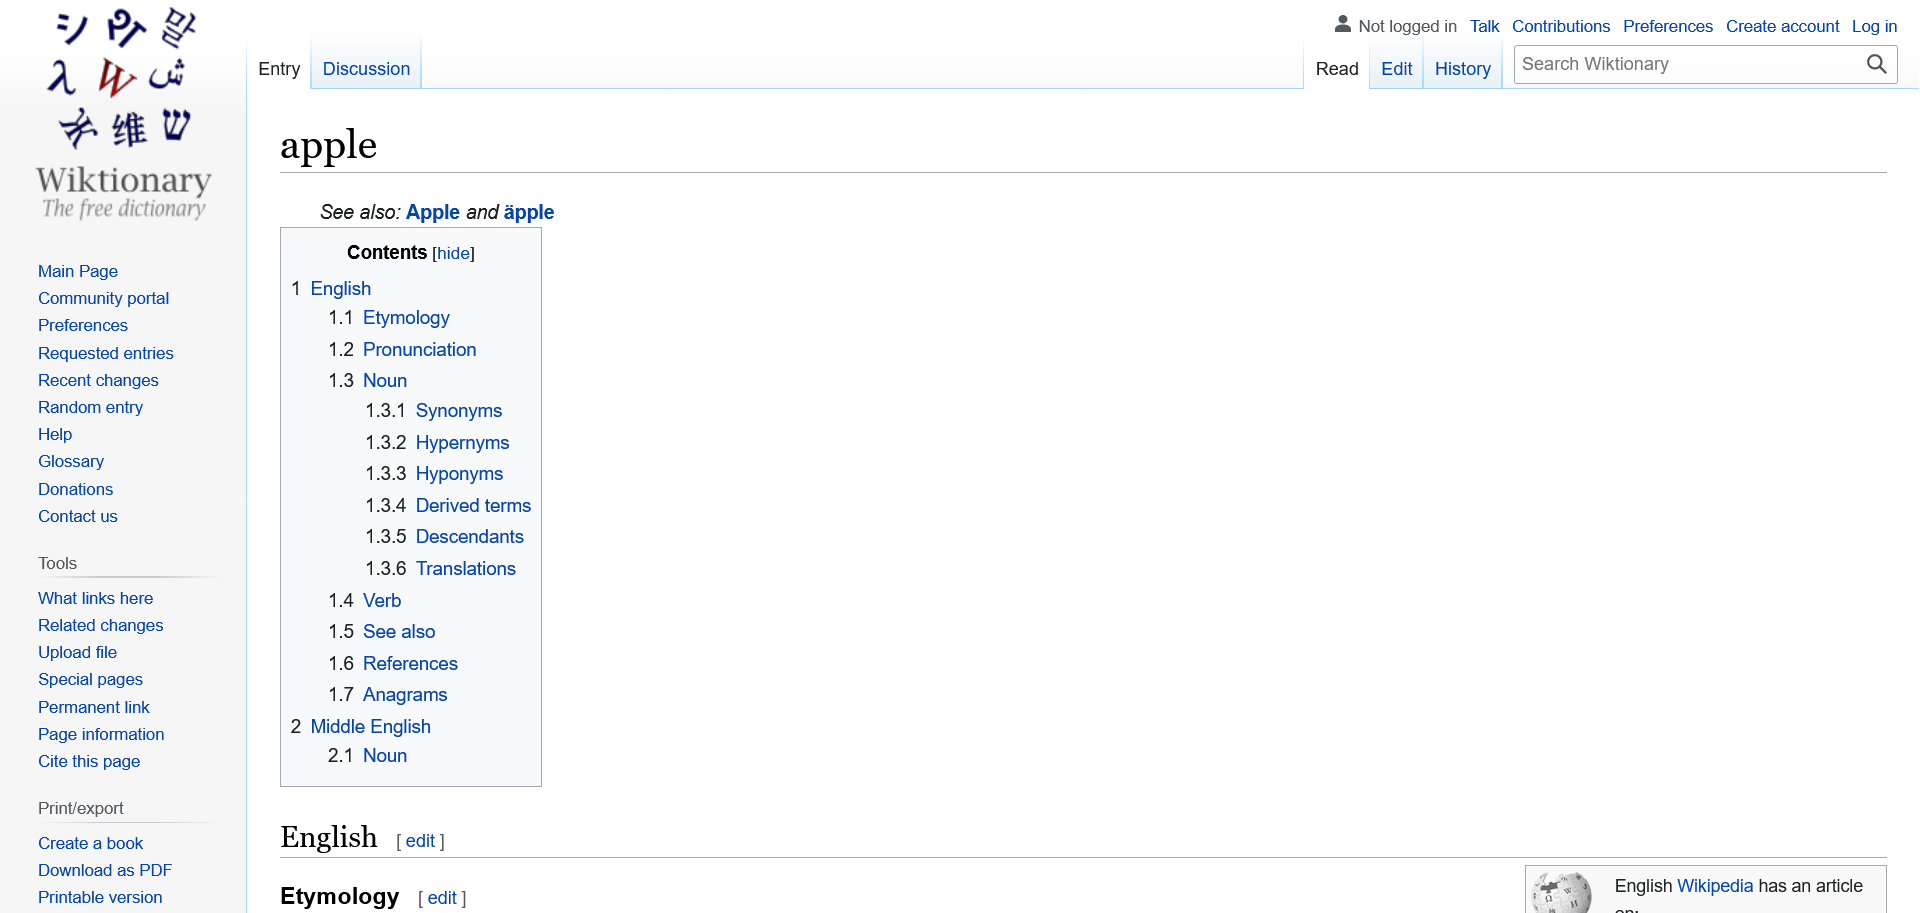 シ Ϣ 말
λ W ش
क 维 ש
Wiktionary
The free dictionary
Not logged in Talk Contributions Preferences Create account Log in
Entry Discussion Read Edit History Search Wiktionary
Main Page
Community portal
Preferences
Requested entries
Recent changes
Random entry
Help
Glossary
Donations
Contact us
Tools
What links here
Related changes
Upload file
Special pages
Permanent link
Page information
Cite this page
Print/export
Create a book
Download as PDF
Printable version
apple
See also: Apple and äpple
Contents [hide]
1 English
1.1 Etymology
1.2 Pronunciation
1.3 Noun
1.3.1 Synonyms
1.3.2 Hypernyms
1.3.3 Hyponyms
1.3.4 Derived terms
1.3.5 Descendants
1.3.6 Translations
1.4 Verb
1.5 See also
1.6 References
1.7 Anagrams
2 Middle English
2.1 Noun
English [ edit ]
Etymology [ edit ]
English Wikipedia has an article
on: